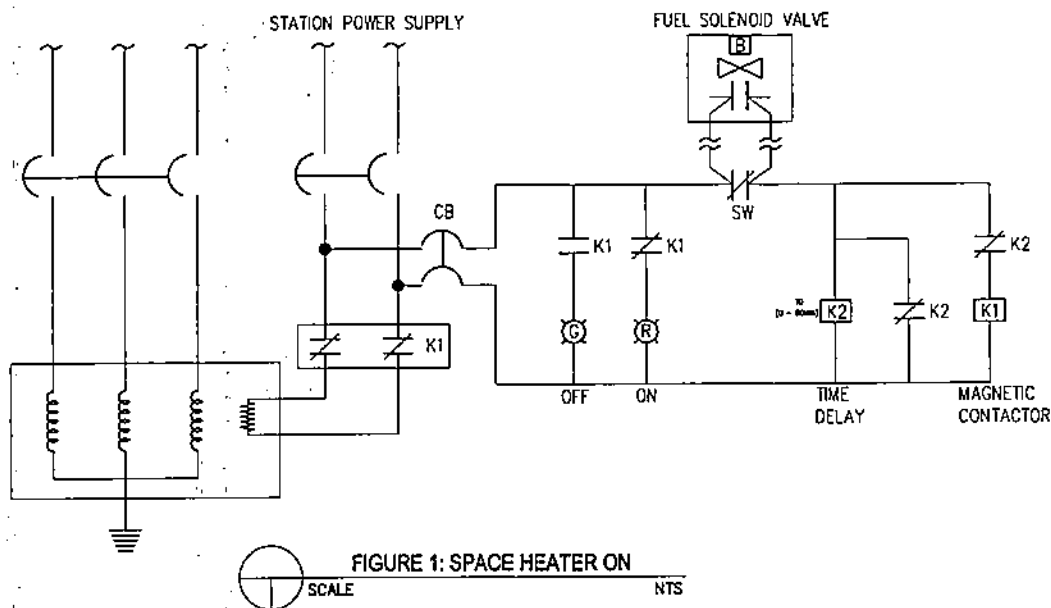 STATION POWER SUPPLY
FUEL SOLENOID VALVE
B
SW
CB
K1
K1
K2
K1
K2
K2
K1
G
R
OFF
ON
TIME
DELAY
MAGNETIC
CONTACTOR
FIGURE 1: SPACE HEATER ON
SCALE
NTS